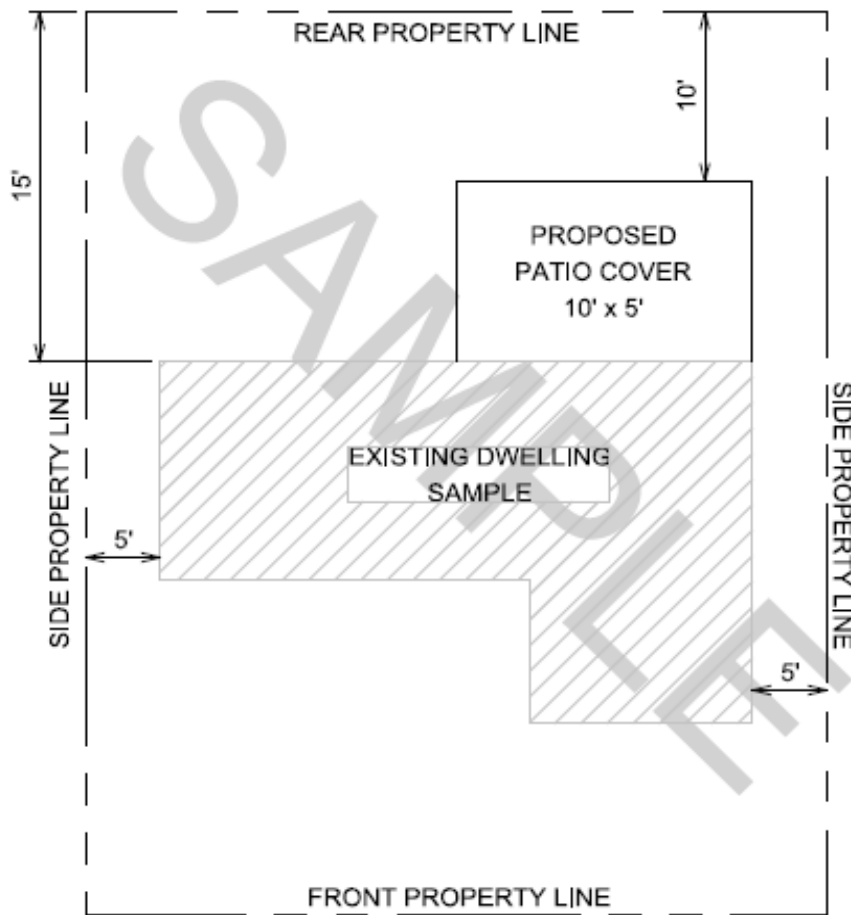 REAR PROPERTY LINE
10'
15'
PROPOSED
PATIO COVER
10' x 5'
SAMPLE
EXISTING DWELLING
SAMPLE
SIDE PROPERTY LINE
SIDE PROPERTY LINE
5'
5'
FRONT PROPERTY LINE